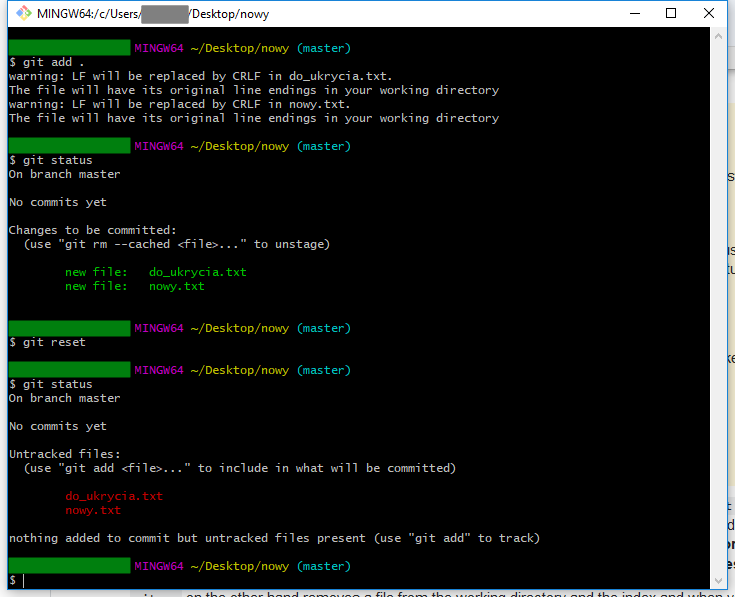 MINGW64:/c/Users/ /Desktop/nowy
MINGW64 ~/Desktop/nowy (master)
$ git add .
warning: LF will be replaced by CRLF in do_ukrycia.txt.
The file will have its original line endings in your working directory
warning: LF will be replaced by CRLF in nowy.txt.
The file will have its original line endings in your working directory
MINGW64 ~/Desktop/nowy (master)
$ git status
On branch master
No commits yet
Changes to be committed:
(use "git rm --cached <file>..." to unstage)
new file: do_ukrycia.txt
new file: nowy.txt
MINGW64 ~/Desktop/nowy (master)
$ git reset
MINGW64 ~/Desktop/nowy (master)
$ git status
On branch master
No commits yet
Untracked files:
(use "git add <file>..." to include in what will be committed)
do_ukrycia.txt
nowy.txt
nothing added to commit but untracked files present (use "git add" to track)
MINGW64 ~/Desktop/nowy (master)
$
on the other hand removes a file from the working directory and the index and when